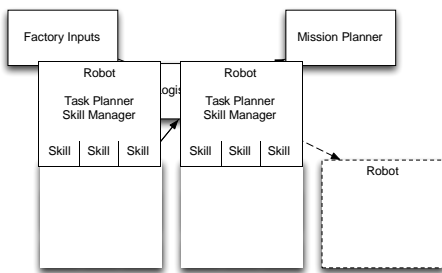 Factory Inputs
Mission Planner
Robot
Task Planner
Skill Manager
Skill Skill Skill
Robot
Task Planner
Skill Manager
Skill Skill Skill
Robot